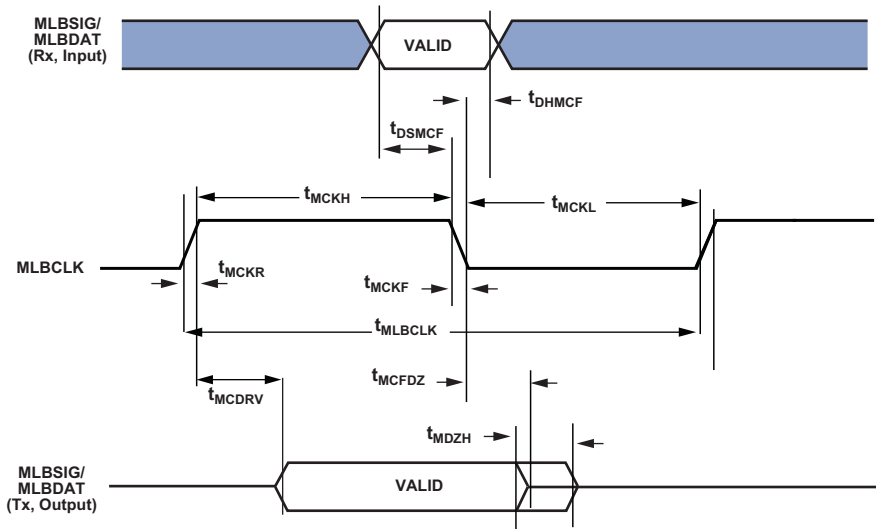 MLBSIG/
MLBDAT
(Rx, Input)
VALID
tDHMCF
tDSMCF
tMCKH
tMCKL
MLBCLK
tMCKR
tMCKF
tMLBCLK
tMCFDZ
tMCDRV
tMDZH
MLBSIG/
MLBDAT
(Tx, Output)
VALID